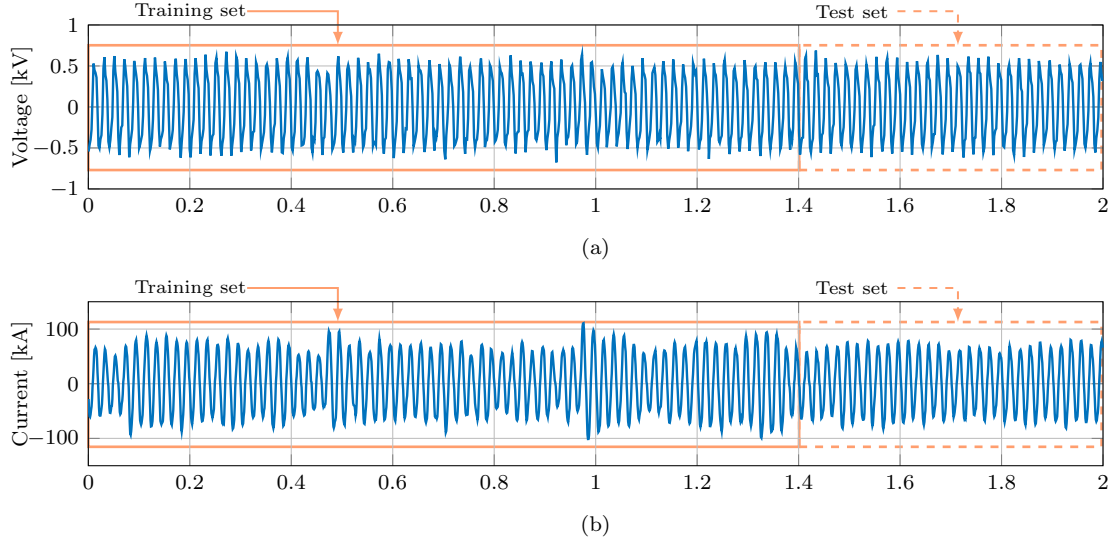 Training set
Test set
Voltage [kV]
1
0.5
0
−0.5
−1
0 0.2 0.4 0.6 0.8 1 1.2 1.4 1.6 1.8 2
(a)
Training set
Test set
Current [kA]
100
0
−100
0 0.2 0.4 0.6 0.8 1 1.2 1.4 1.6 1.8 2
(b)